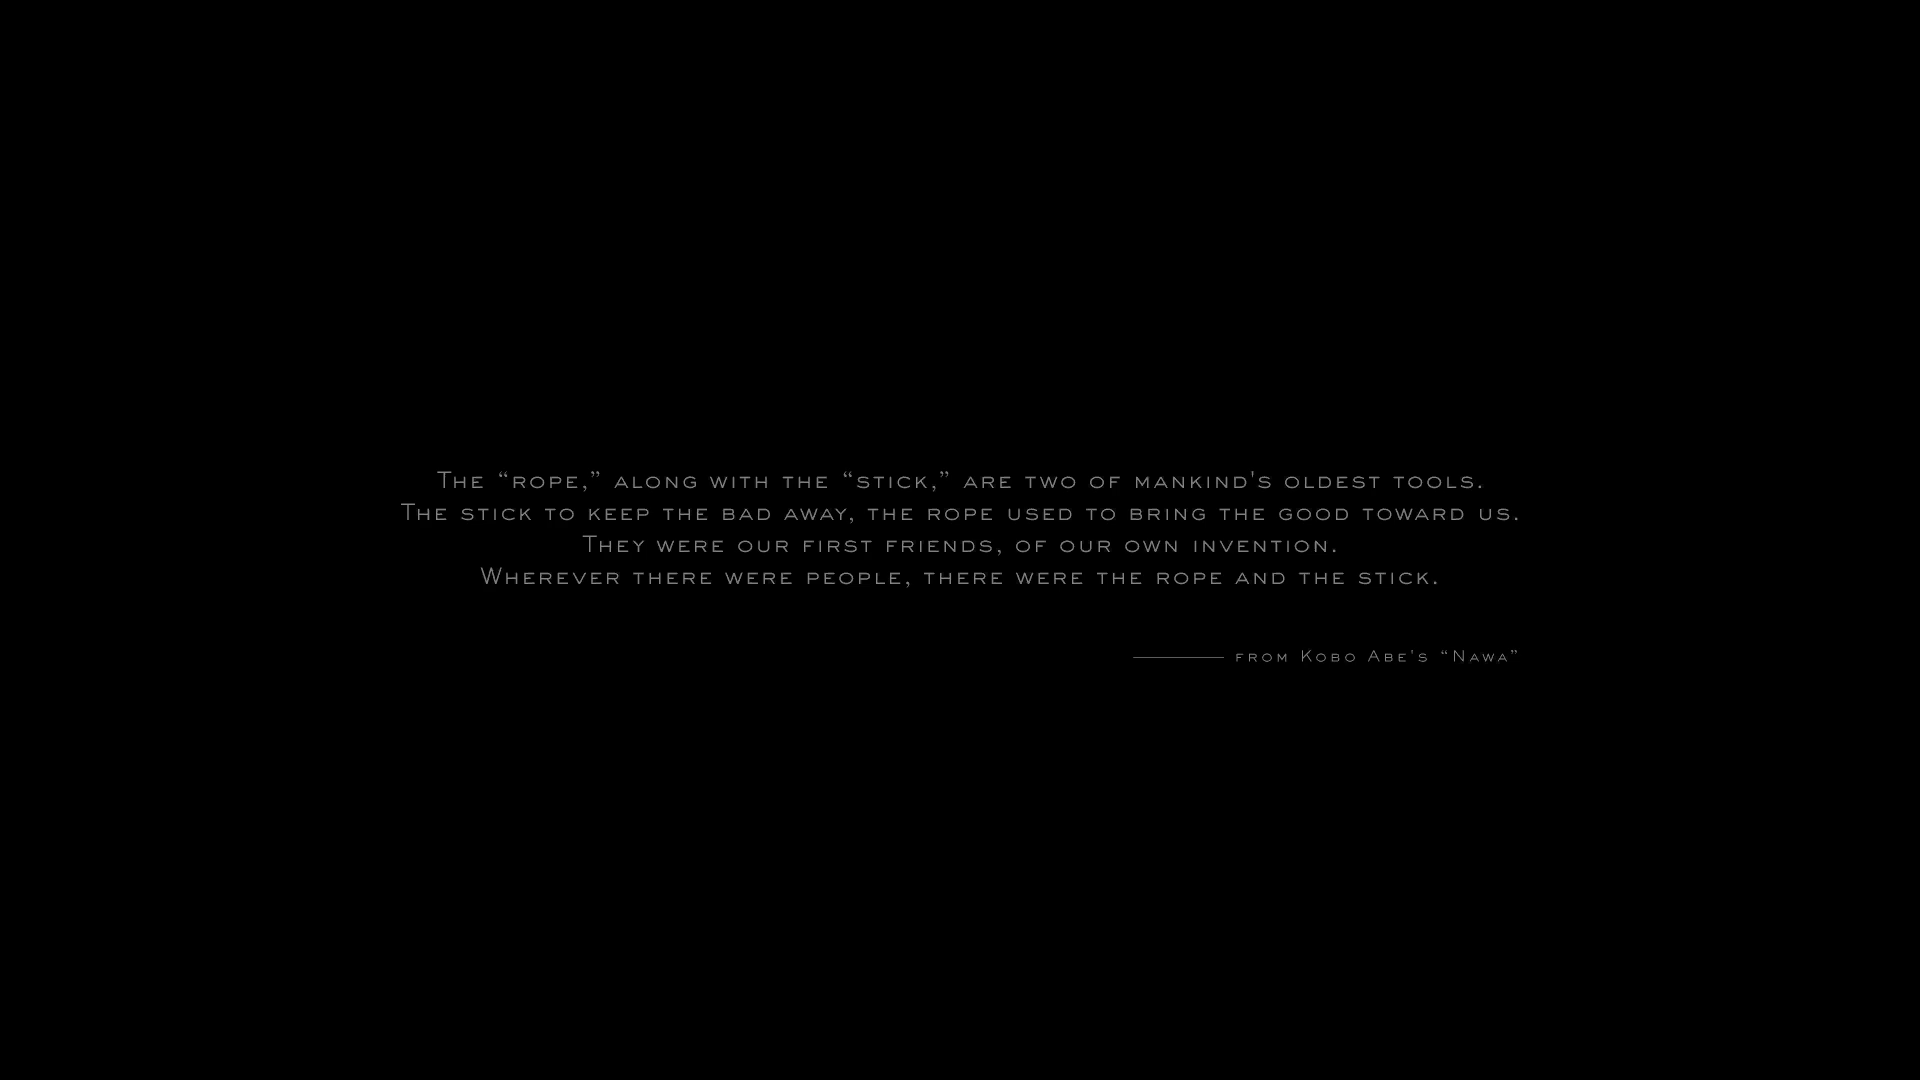 The “rope,” along with the “stick,” are two of mankind's oldest tools.
The stick to keep the bad away, the rope used to bring the good toward us.
They were our first friends, of our own invention.
Wherever there were people, there were the rope and the stick.
from Kobo Abe's “Nawa”